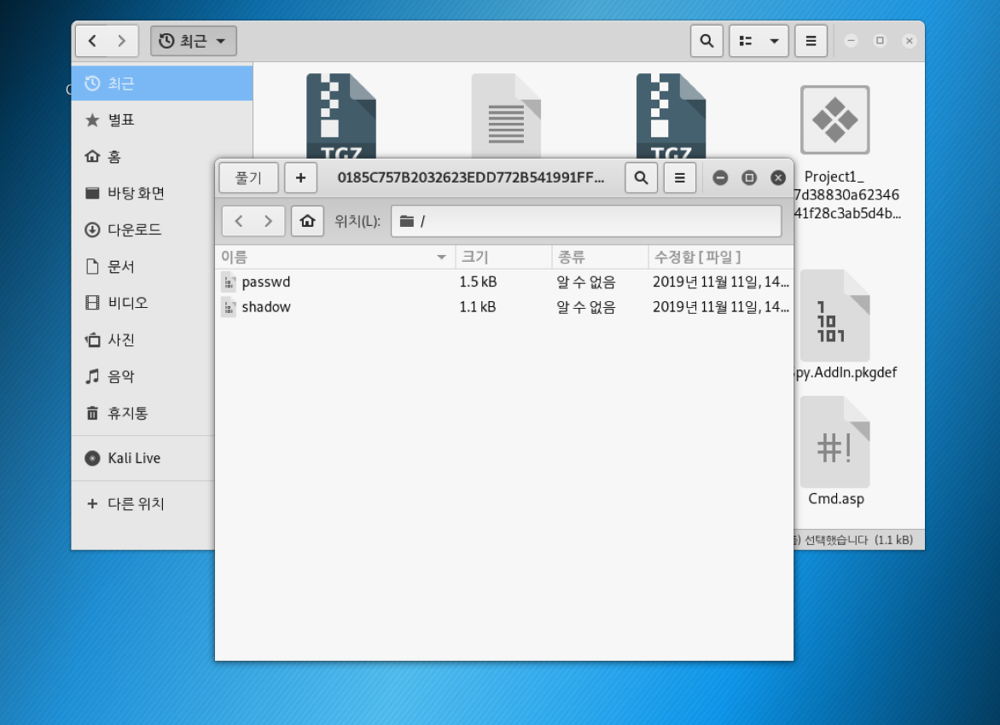 최근
최근
별표
홈
바탕 화면
다운로드
문서
비디오
사진
음악
휴지통
Kali Live
다른 위치
TGZ
TGZ
Project1_
7d38830a62346
41f28c3ab5d4b...
py.AddIn.pkgdef
#!
Cmd.asp
선택했습니다 (1.1 kB)
풀기
0185C757B2032623EDD772B541991FF...
위치(L):
/
이름 크기 종류 수정함 [ 파일 ]
passwd 1.5 kB 알 수 없음 2019년 11월 11일, 14...
shadow 1.1 kB 알 수 없음 2019년 11월 11일, 14...